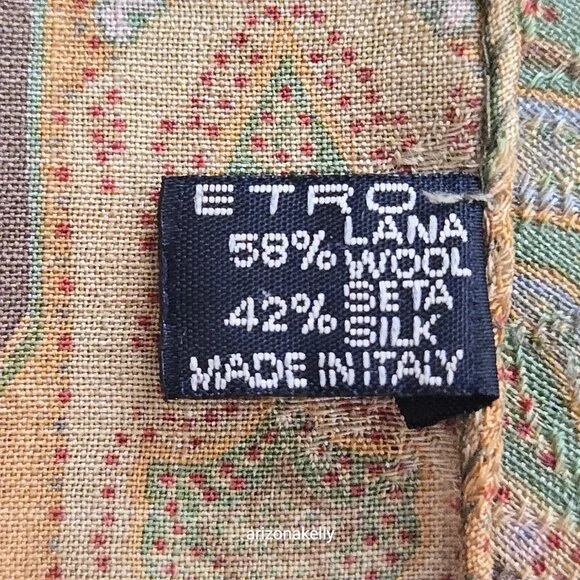 ETRO
58% LANA
WOOL
42% SETA
SILK
MADE IN ITALY
arizonakelly